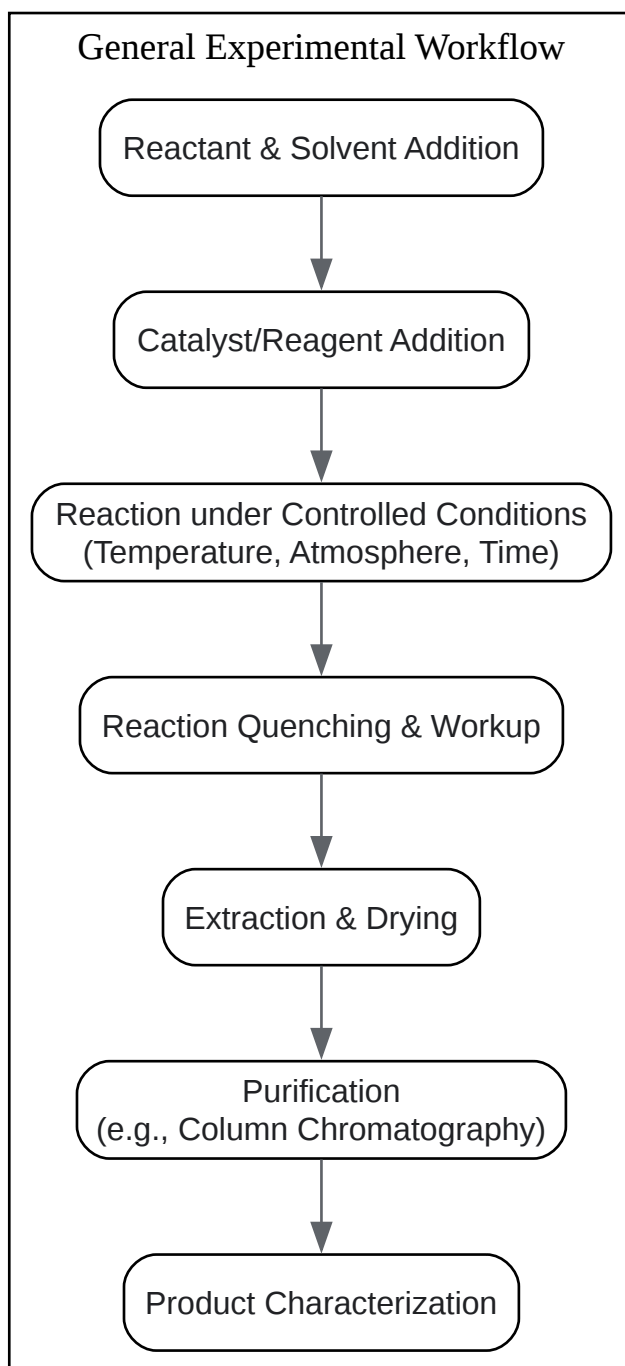 General Experimental Workflow
Reactant & Solvent Addition
Catalyst/Reagent Addition
Reaction under Controlled Conditions
(Temperature, Atmosphere, Time)
Reaction Quenching & Workup
Extraction & Drying
Purification
(e.g., Column Chromatography)
Product Characterization